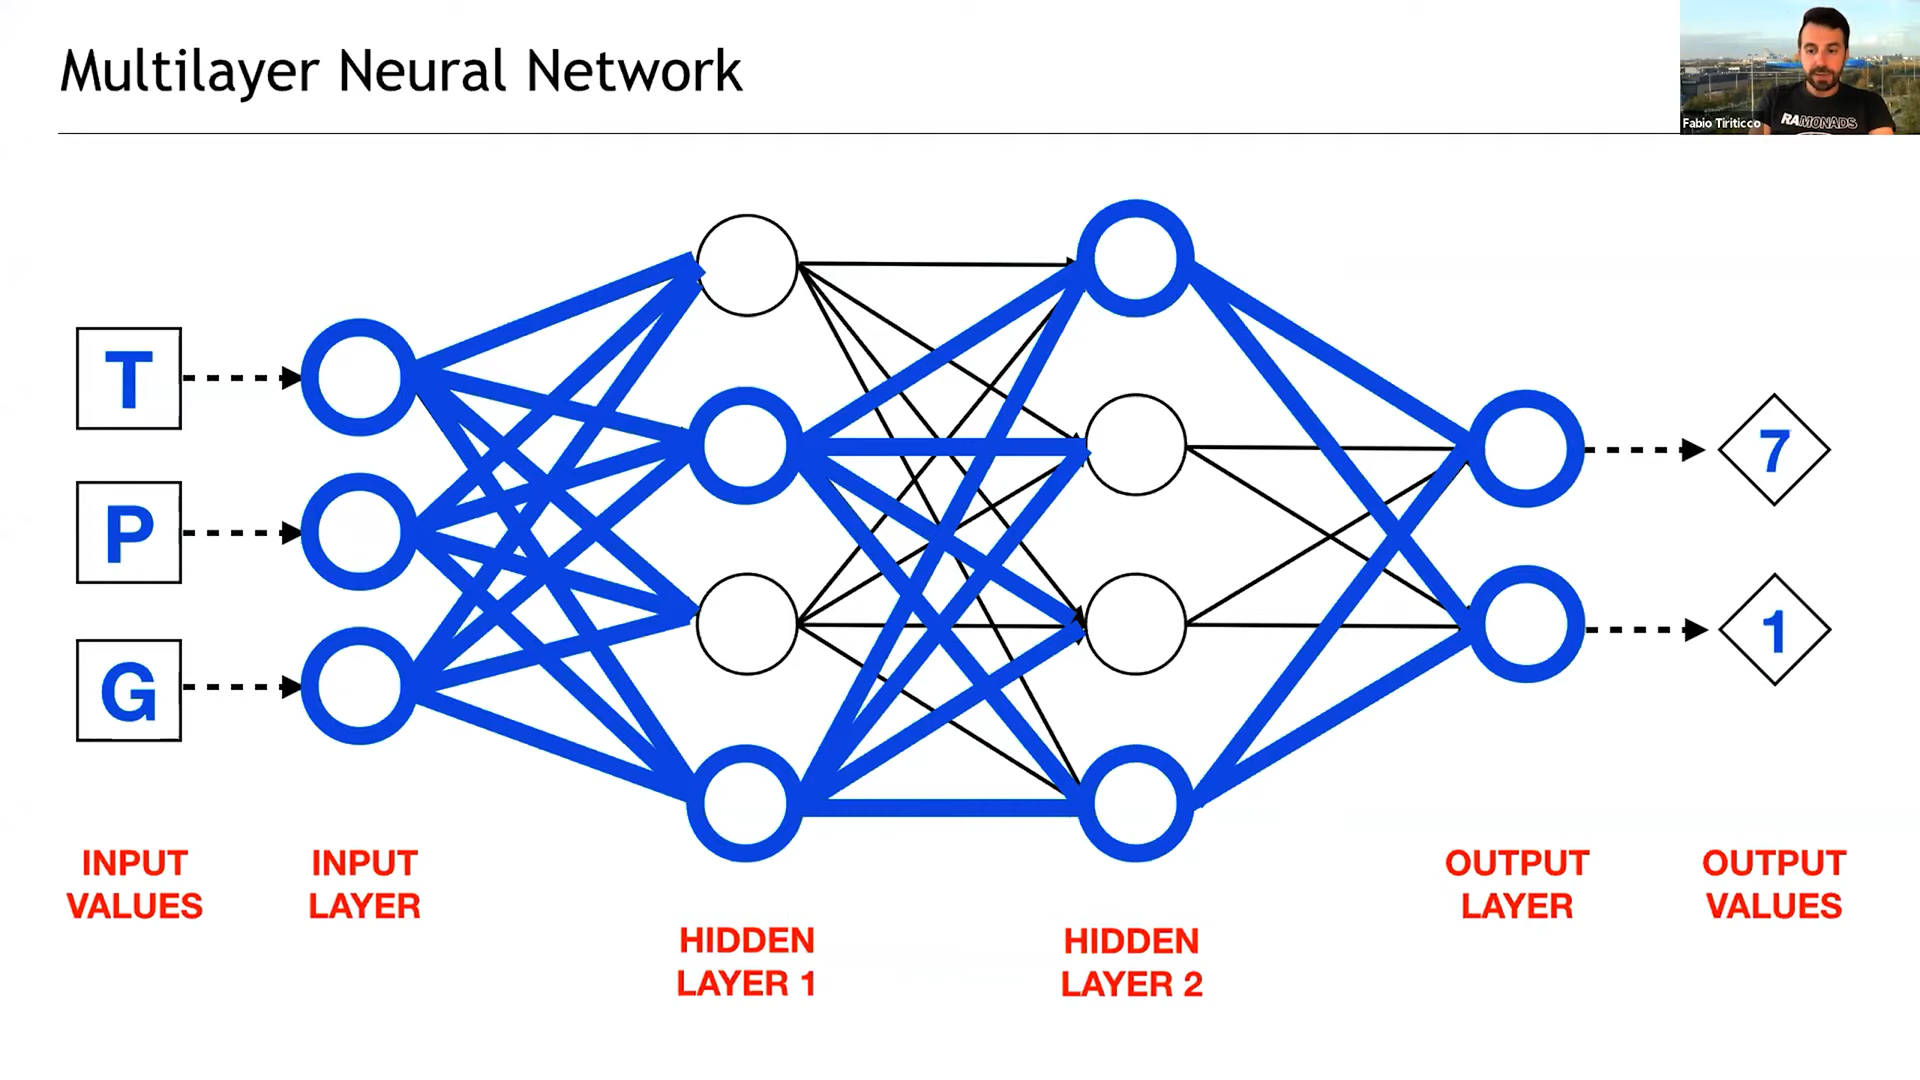 Multilayer Neural Network
Fabio Tiriticco
RAMONADS
T
P
G
7
1
INPUT
VALUES
INPUT
LAYER
HIDDEN
LAYER 1
HIDDEN
LAYER 2
OUTPUT
LAYER
OUTPUT
VALUES